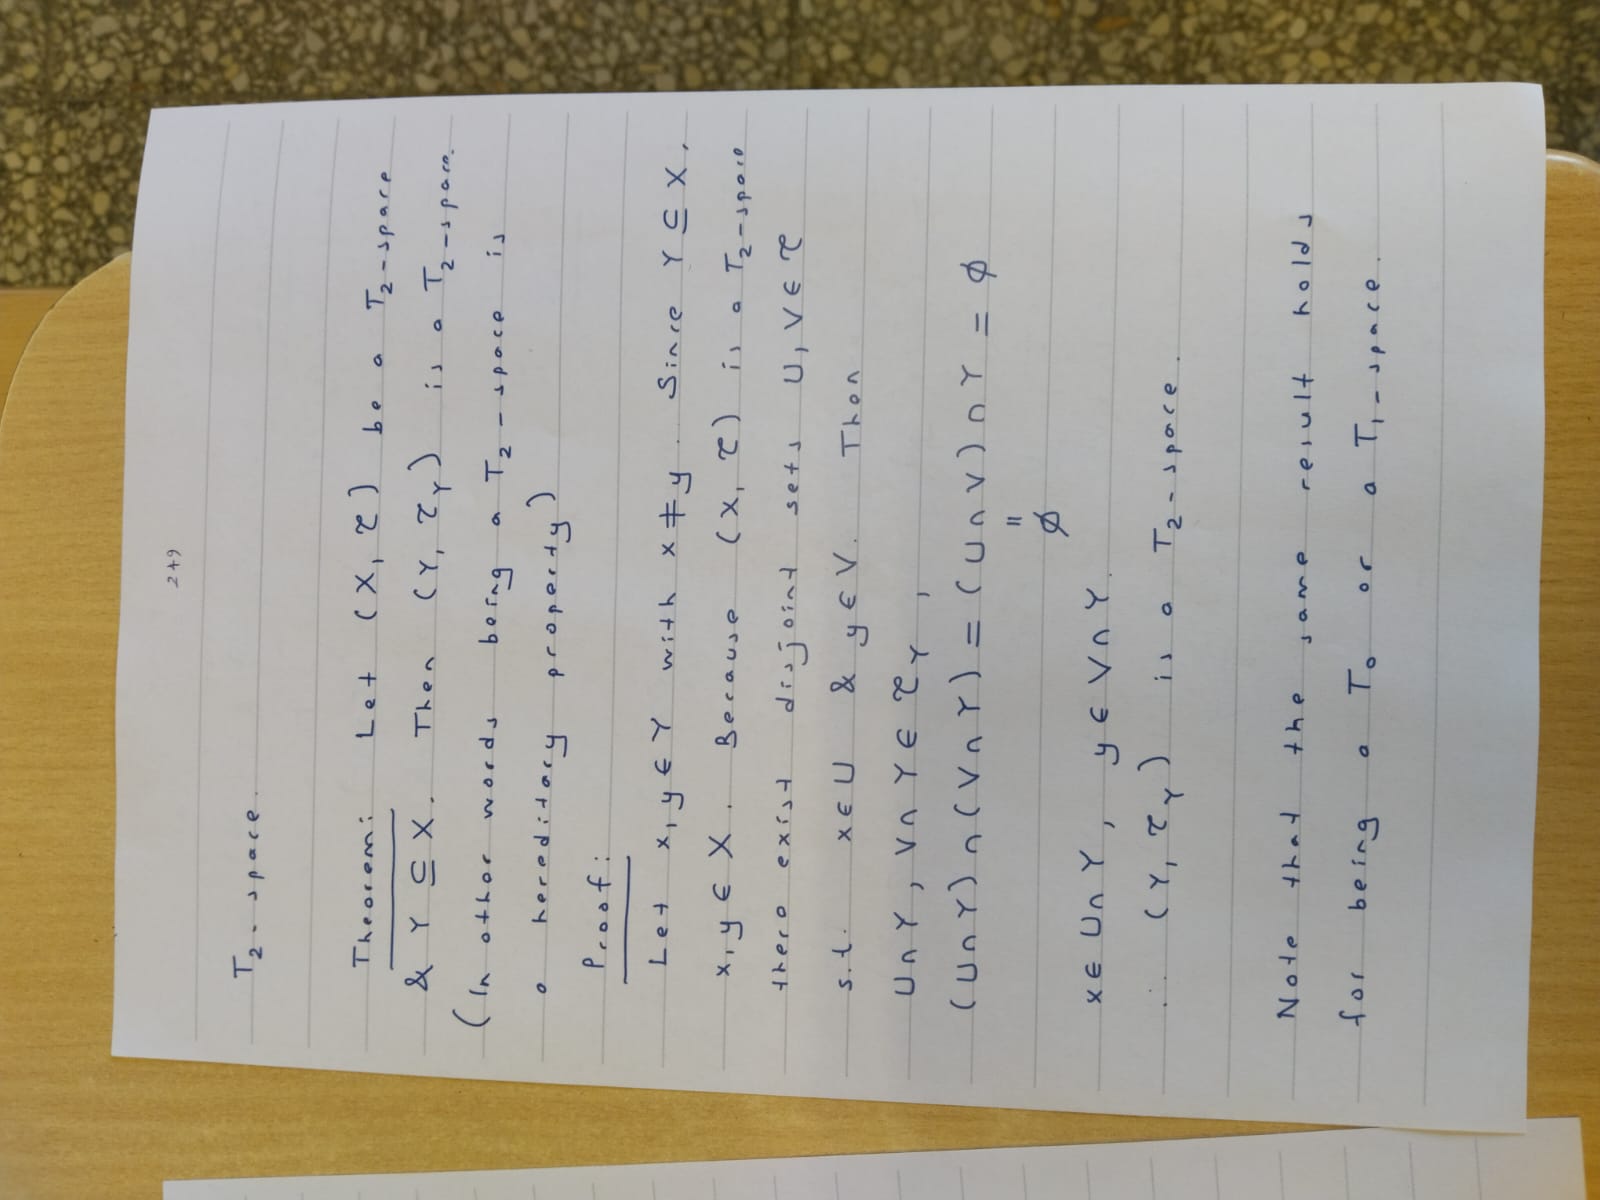 249
T₂-space.
Theorem: Let (X, τ) be a T₂-space
& Y ⊆ X. Then (Y, τ_Y) is a T₂-space.
(In other words being a T₂-space is
a hereditary property)
Proof:
Let x, y ∈ Y with x ≠ y. Since Y ⊆ X,
x, y ∈ X. Because (X, τ) is a T₂-space
there exist disjoint sets U, V ∈ τ
s.t. x ∈ U & y ∈ V. Then
U ∩ Y, V ∩ Y ∈ τ_Y,
(U ∩ Y) ∩ (V ∩ Y) = (U ∩ V) ∩ Y = ∅
=
∅
x ∈ U ∩ Y, y ∈ V ∩ Y.
∴ (Y, τ_Y) is a T₂-space.
Note that the same result holds
for being a T₀ or a T₁-space.